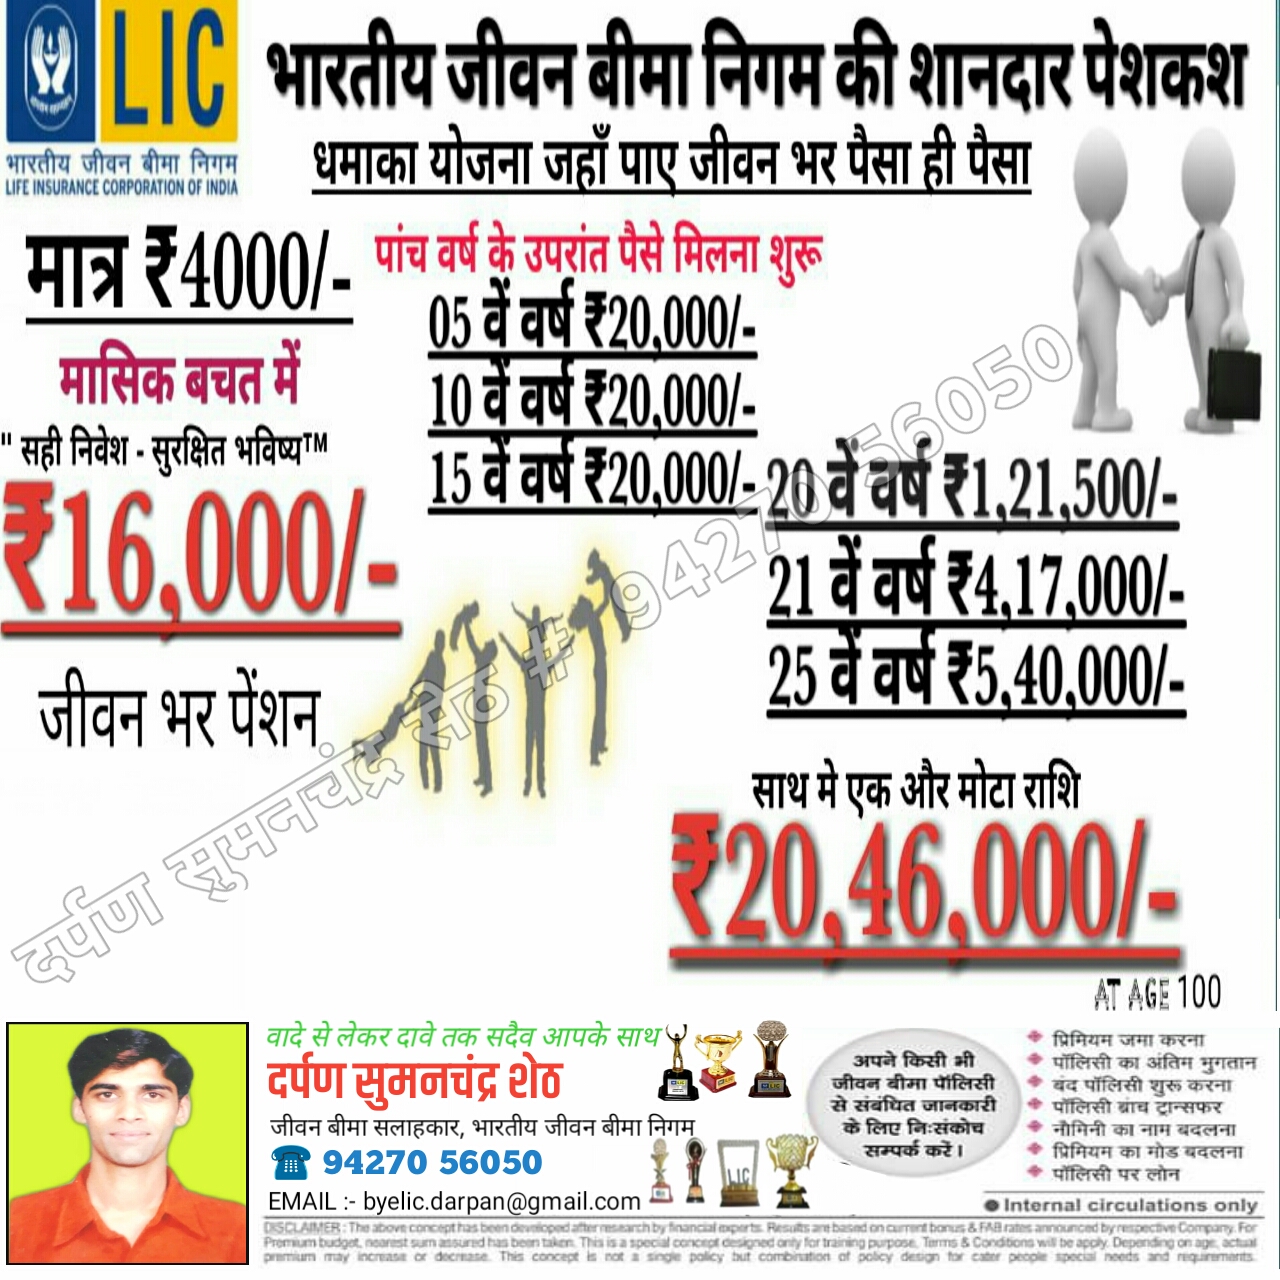 LIC
भारतीय जीवन बीमा निगम
LIFE INSURANCE CORPORATION OF INDIA
भारतीय जीवन बीमा निगम की शानदार पेशकश
धमाका योजना जहाँ पाए जीवन भर पैसा ही पैसा
मात्र ₹4000/-
मासिक बचत में
" सही निवेश - सुरक्षित भविष्य™
₹16,000/-
जीवन भर पेंशन
पांच वर्ष के उपरांत पैसे मिलना शुरू
05 वें वर्ष ₹20,000/-
10 वें वर्ष ₹20,000/-
15 वें वर्ष ₹20,000/-
20 वें वर्ष ₹1,21,500/-
21 वें वर्ष ₹4,17,000/-
25 वें वर्ष ₹5,40,000/-
साथ मे एक और मोटा राशि
₹20,46,000/-
AT AGE 100
दर्पण सुमनचंद्र सेठ # 94270 56050
वादे से लेकर दावे तक सदैव आपके साथ
दर्पण सुमनचंद्र शेठ
जीवन बीमा सलाहकार, भारतीय जीवन बीमा निगम
☎ 94270 56050
EMAIL :- byelic.darpan@gmail.com
LIC
अपने किसी भी
जीवन बीमा पॉलिसी
से संबंधित जानकारी
के लिए निःसंकोच
सम्पर्क करें ।
प्रिमियम जमा करना
पॉलिसी का अंतिम भुगतान
बंद पॉलिसी शुरू करना
पॉलिसी ब्रांच ट्रान्सफर
नौमिनी का नाम बदलना
प्रिमियम का मोड बदलना
पॉलिसी पर लोन
Internal circulations only
DISCLAIMER : The above concept has been developed after research by financial experts. Results are based on current bonus & FAB rates announced by respective Company. For
Premium budget, nearest sum assured has been taken. This is a special concept designed only for training purpose. Terms & Conditions will be apply. Depending on age, actual
premium may increase or decrease. This concept is not a single policy but combination of policy design for cater people special needs and requirements.